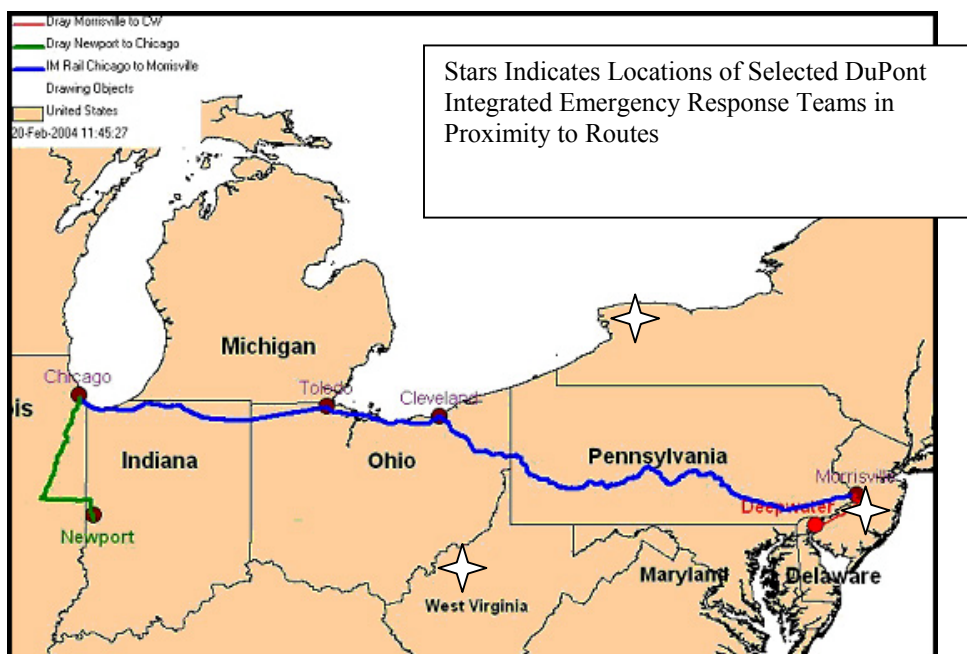 Dray Morrisville to CW
Dray Newport to Chicago
IM Rail Chicago to Morrisville
Drawing Objects
United States
20-Feb-2004 11:45:27
Stars Indicates Locations of Selected DuPont
Integrated Emergency Response Teams in
Proximity to Routes
Michigan
Chicago
Toledo
Cleveland
ois
Indiana
Ohio
Pennsylvania
Morrisville
Deepwater
Newport
Maryland
Delaware
West Virginia